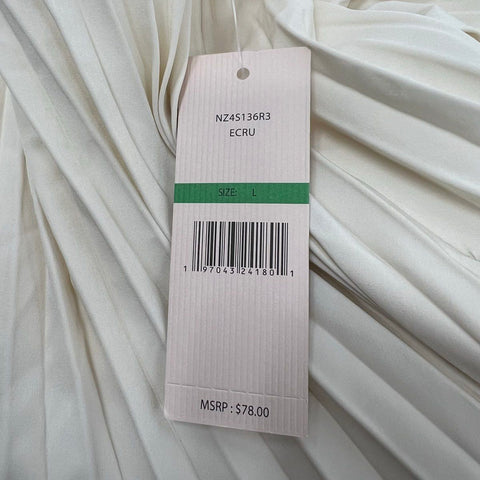 NZ4S136R3
ECRU
SIZE: L
1 97043 24180 1
MSRP : $78.00